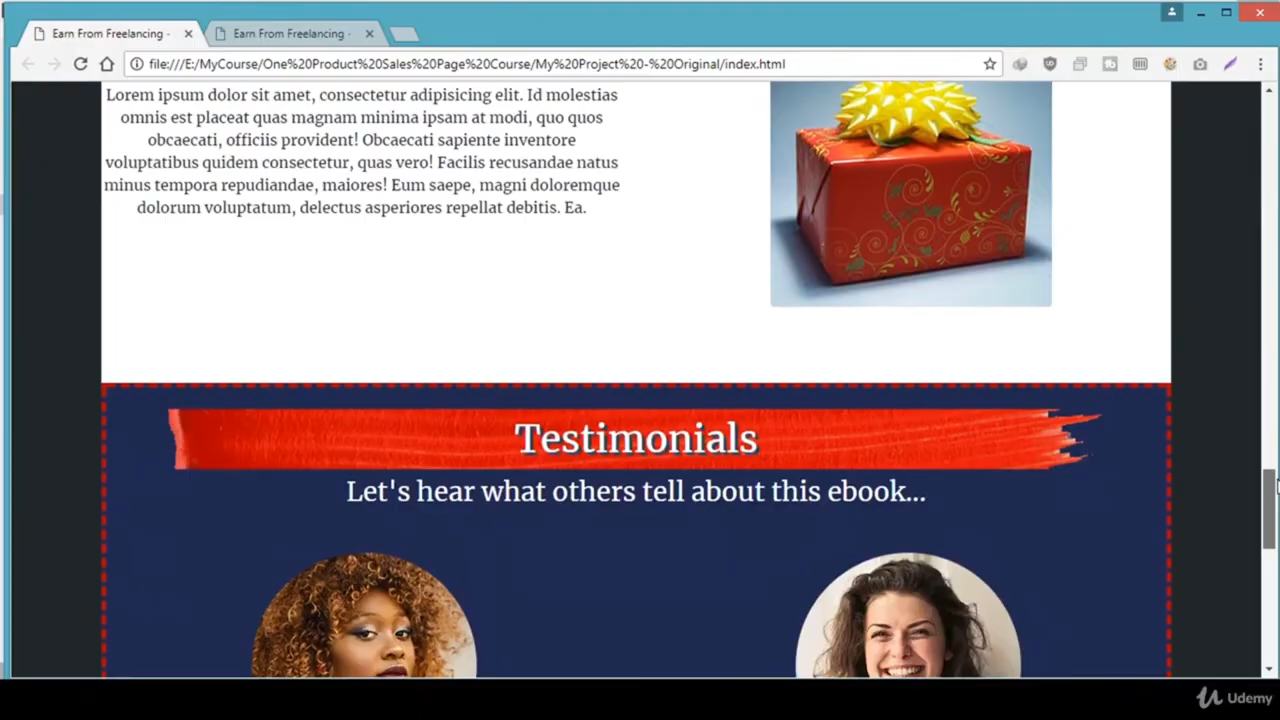 Earn From Freelancing -
Earn From Freelancing -
file:///E:/MyCourse/One%20Product%20Sales%20Page%20Course/My%20Project%20-%20Original/index.html
Lorem ipsum dolor sit amet, consectetur adipisicing elit. Id molestias
omnis est placeat quas magnam minima ipsam at modi, quo quos
obcaecati, officiis provident! Obcaecati sapiente inventore
voluptatibus quidem consectetur, quas vero! Facilis recusandae natus
minus tempora repudiandae, maiores! Eum saepe, magni doloremque
dolorum voluptatum, delectus asperiores repellat debitis. Ea.
Testimonials
Let's hear what others tell about this ebook...
Udemy